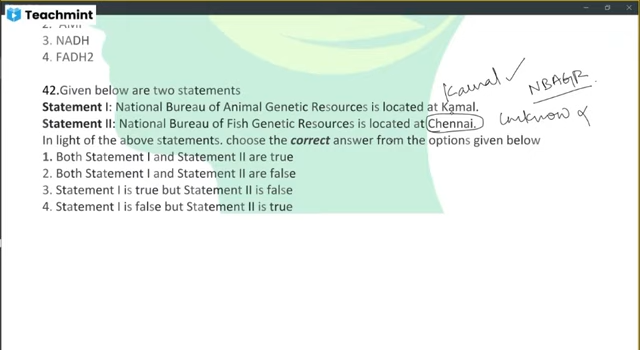 Teachmint
3. NADH
4. FADH2
42.Given below are two statements
Karnal ✓
NBAGR
Statement I: National Bureau of Animal Genetic Resources is located at Kamal.
Statement II: National Bureau of Fish Genetic Resources is located at Chennai.
Lucknow
In light of the above statements. choose the correct answer from the options given below
1. Both Statement I and Statement II are true
2. Both Statement I and Statement II are false
3. Statement I is true but Statement II is false
4. Statement I is false but Statement II is true